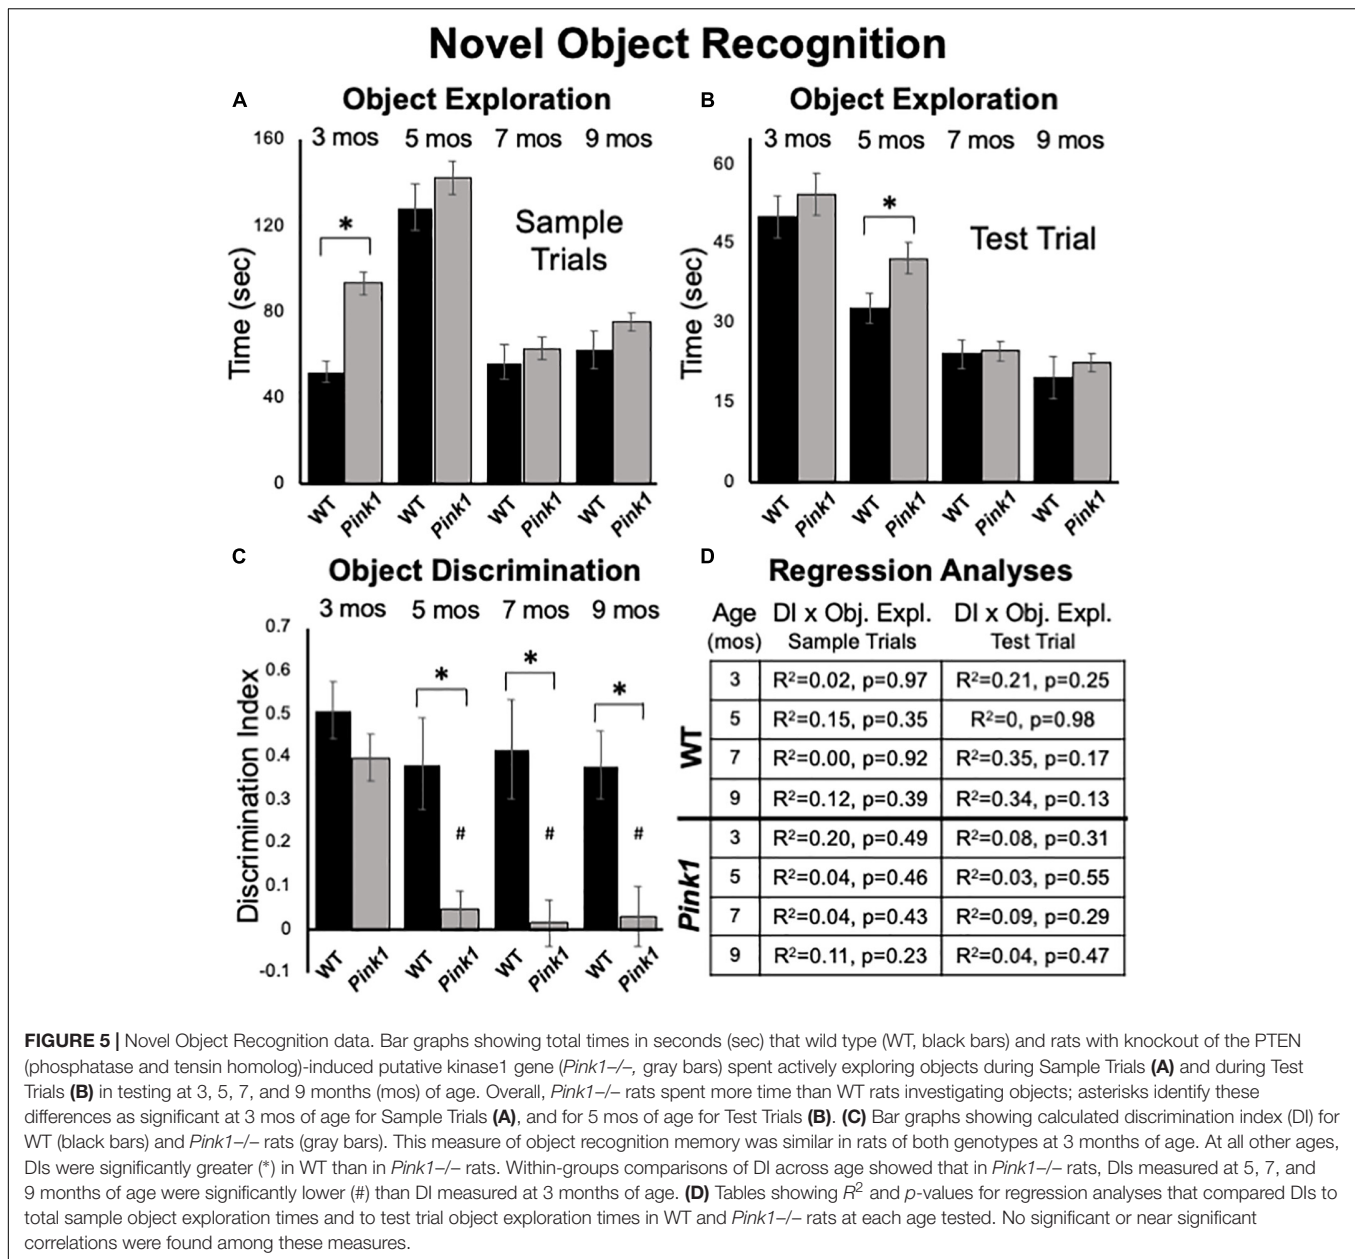 Novel Object Recognition
A
Object Exploration
3 mos 5 mos 7 mos 9 mos
160
120
80
40
0
Time (sec)
*
Sample
Trials
WT Pink1 WT Pink1 WT Pink1 WT Pink1
B
Object Exploration
3 mos 5 mos 7 mos 9 mos
60
45
30
15
0
Time (sec)
*
Test Trial
WT Pink1 WT Pink1 WT Pink1 WT Pink1
C
Object Discrimination
3 mos 5 mos 7 mos 9 mos
0.7
0.6
0.5
0.4
0.3
0.2
0.1
0
-0.1
Discrimination Index
* * *
# # #
WT Pink1 WT Pink1 WT Pink1 WT Pink1
D
Regression Analyses
Age DI x Obj. Expl. DI x Obj. Expl.
(mos) Sample Trials Test Trial
WT
3 R²=0.02, p=0.97 R²=0.21, p=0.25
5 R²=0.15, p=0.35 R²=0, p=0.98
7 R²=0.00, p=0.92 R²=0.35, p=0.17
9 R²=0.12, p=0.39 R²=0.34, p=0.13
Pink1
3 R²=0.20, p=0.49 R²=0.08, p=0.31
5 R²=0.04, p=0.46 R²=0.03, p=0.55
7 R²=0.04, p=0.43 R²=0.09, p=0.29
9 R²=0.11, p=0.23 R²=0.04, p=0.47
FIGURE 5 | Novel Object Recognition data. Bar graphs showing total times in seconds (sec) that wild type (WT, black bars) and rats with knockout of the PTEN
(phosphatase and tensin homolog)-induced putative kinase1 gene (Pink1–/–, gray bars) spent actively exploring objects during Sample Trials (A) and during Test
Trials (B) in testing at 3, 5, 7, and 9 months (mos) of age. Overall, Pink1–/– rats spent more time than WT rats investigating objects; asterisks identify these
differences as significant at 3 mos of age for Sample Trials (A), and for 5 mos of age for Test Trials (B). (C) Bar graphs showing calculated discrimination index (DI) for
WT (black bars) and Pink1–/– rats (gray bars). This measure of object recognition memory was similar in rats of both genotypes at 3 months of age. At all other ages,
DIs were significantly greater (*) in WT than in Pink1–/– rats. Within-groups comparisons of DI across age showed that in Pink1–/– rats, DIs measured at 5, 7, and
9 months of age were significantly lower (#) than DI measured at 3 months of age. (D) Tables showing R² and p-values for regression analyses that compared DIs to
total sample object exploration times and to test trial object exploration times in WT and Pink1–/– rats at each age tested. No significant or near significant
correlations were found among these measures.